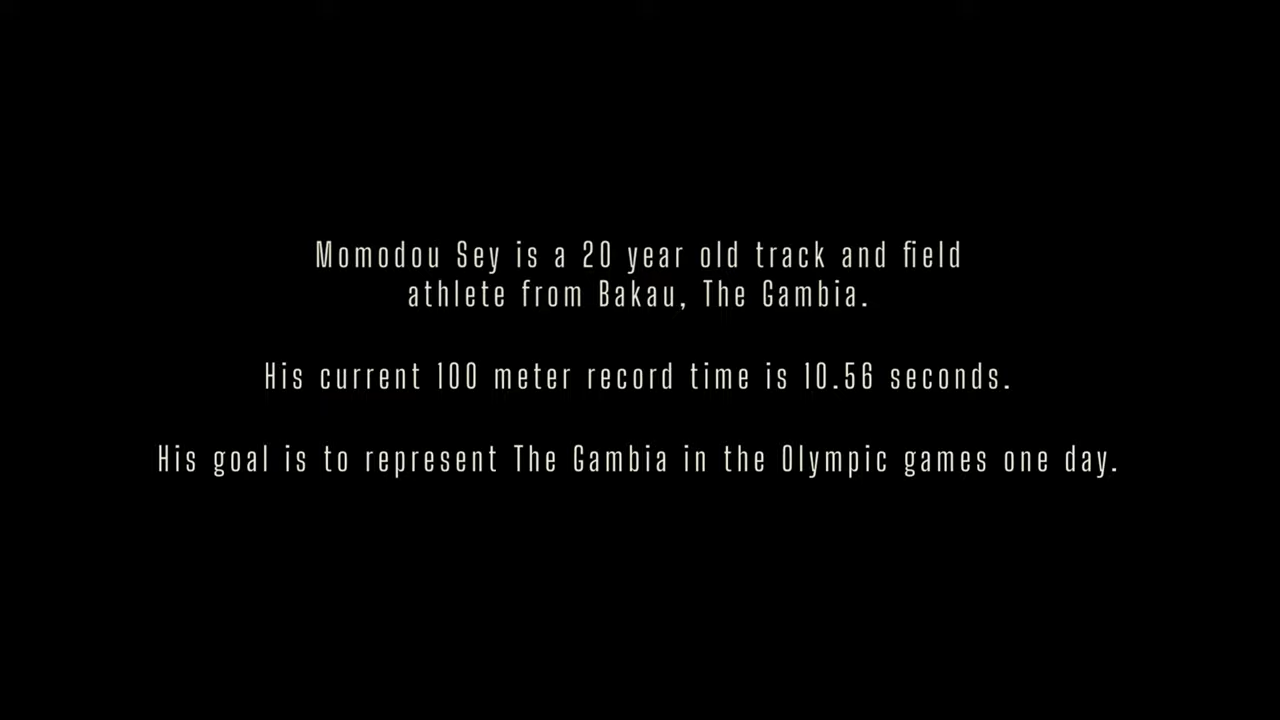 Momodou Sey is a 20 year old track and field
athlete from Bakau, The Gambia.
His current 100 meter record time is 10.56 seconds.
His goal is to represent The Gambia in the Olympic games one day.